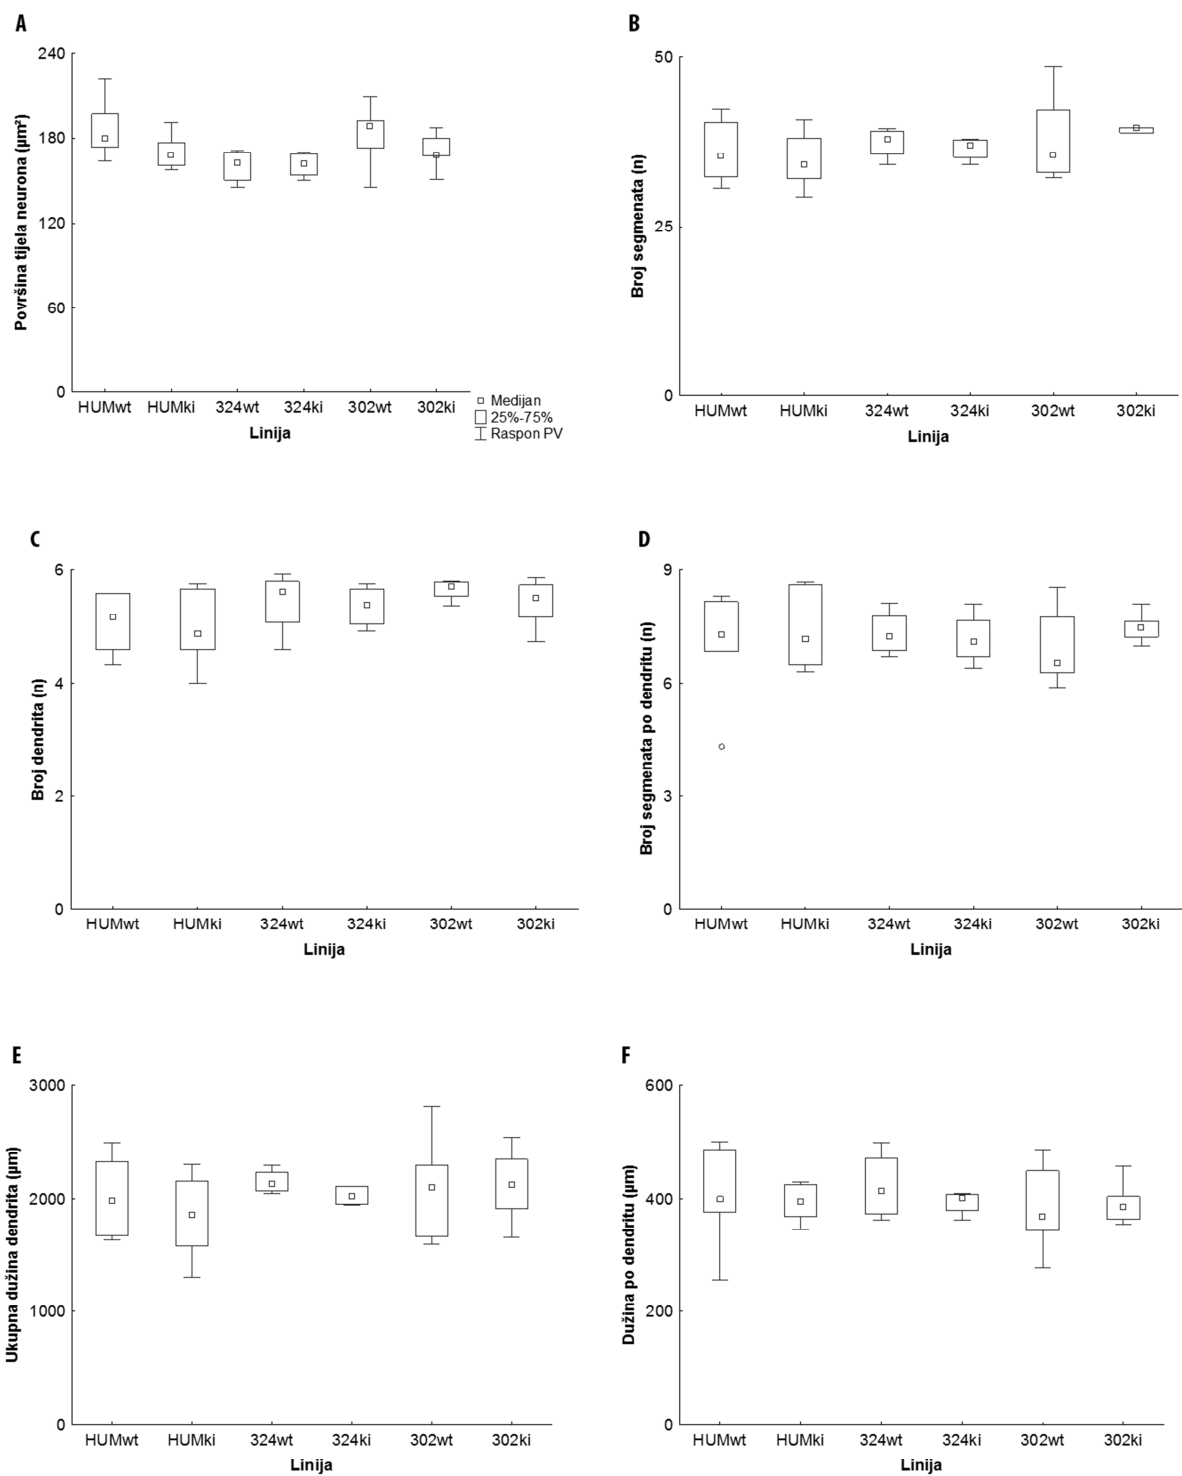 A
Površina tijela neurona (µm²)
240
180
120
60
0
HUMwt HUMki 324wt 324ki 302wt 302ki
Linija
Medijan
25%-75%
Raspon PV
B
Broj segmenata (n)
50
25
0
HUMwt HUMki 324wt 324ki 302wt 302ki
Linija
C
Broj dendrita (n)
6
4
2
0
HUMwt HUMki 324wt 324ki 302wt 302ki
Linija
D
Broj segmenata po dendritu (n)
9
6
3
0
HUMwt HUMki 324wt 324ki 302wt 302ki
Linija
E
Ukupna dužina dendrita (µm)
3000
2000
1000
0
HUMwt HUMki 324wt 324ki 302wt 302ki
Linija
F
Dužina po dendritu (µm)
600
400
200
0
HUMwt HUMki 324wt 324ki 302wt 302ki
Linija